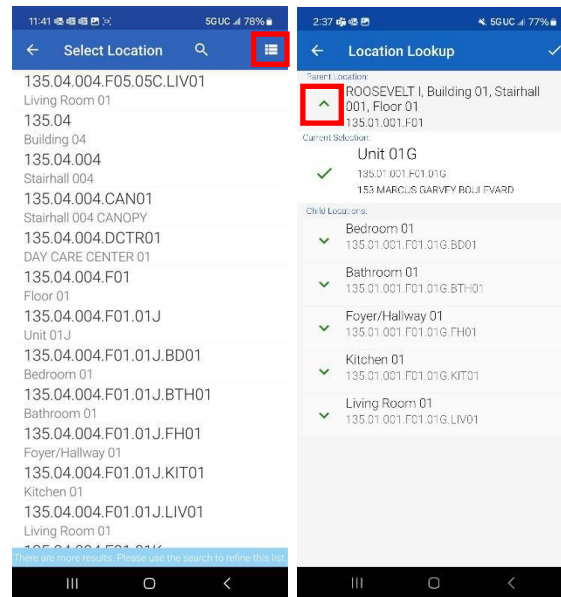 11:41 5GUC 78%
Select Location
135.04.004.F05.05C.LIV01
Living Room 01
135.04
Building 04
135.04.004
Stairhall 004
135.04.004.CAN01
Stairhall 004 CANOPY
135.04.004.DCTR01
DAY CARE CENTER 01
135.04.004.F01
Floor 01
135.04.004.F01.01J
Unit 01J
135.04.004.F01.01J.BD01
Bedroom 01
135.04.004.F01.01J.BTH01
Bathroom 01
135.04.004.F01.01J.FH01
Foyer/Hallway 01
135.04.004.F01.01J.KIT01
Kitchen 01
135.04.004.F01.01J.LIV01
Living Room 01
There are more results. Please use the search to refine this list.
2:37 5GUC 77%
Location Lookup
Parent Location:
ROOSEVELT I, Building 01, Stairhall
001, Floor 01
135.01.001.F01
Current Selection:
Unit 01G
135.01.001.F01.01G
153 MARCUS GARVEY BOULEVARD
Child Locations:
Bedroom 01
135.01.001.F01.01G.BD01
Bathroom 01
135.01.001.F01.01G.BTH01
Foyer/Hallway 01
135.01.001.F01.01G.FH01
Kitchen 01
135.01.001.F01.01G.KIT01
Living Room 01
135.01.001.F01.01G.LIV01